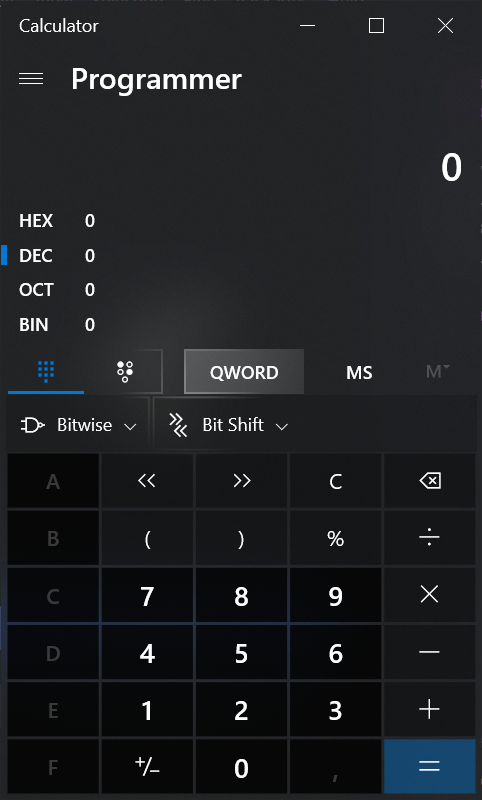 Calculator
Programmer
0
HEX 0
DEC 0
OCT 0
BIN 0
QWORD MS M
Bitwise Bit Shift
A << >> C
B ( ) % ÷
C 7 8 9 ×
D 4 5 6 −
E 1 2 3 +
F +/− 0 , =